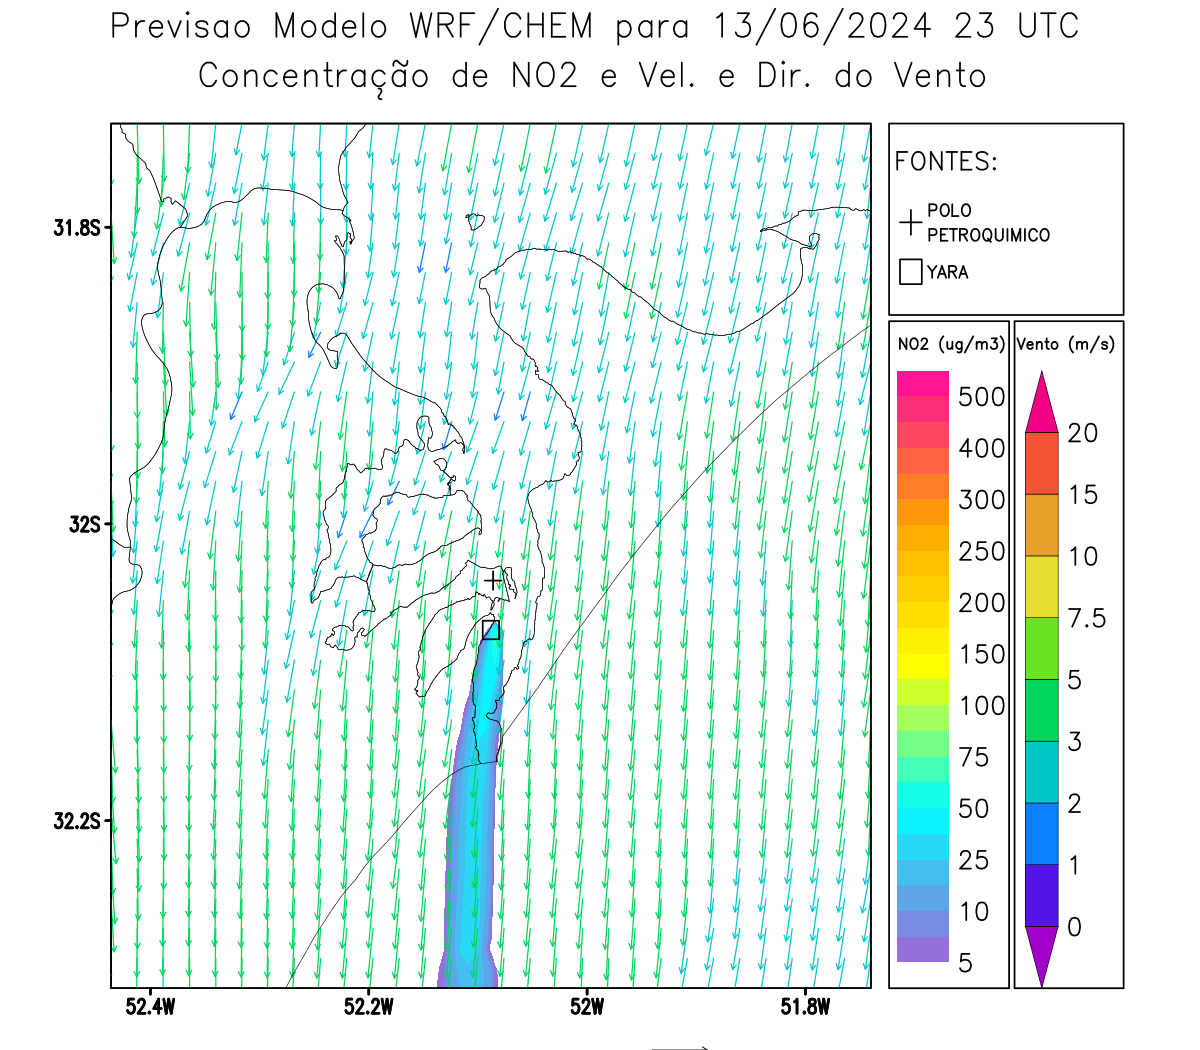 Previsao Modelo WRF/CHEM para 13/06/2024 23 UTC
Concentração de NO2 e Vel. e Dir. do Vento
FONTES:
POLO
PETROQUIMICO
YARA
NO2 (ug/m3)
500
400
300
250
200
150
100
75
50
25
10
5
Vento (m/s)
20
15
10
7.5
5
3
2
1
0
31.8S
32S
32.2S
52.4W
52.2W
52W
51.8W